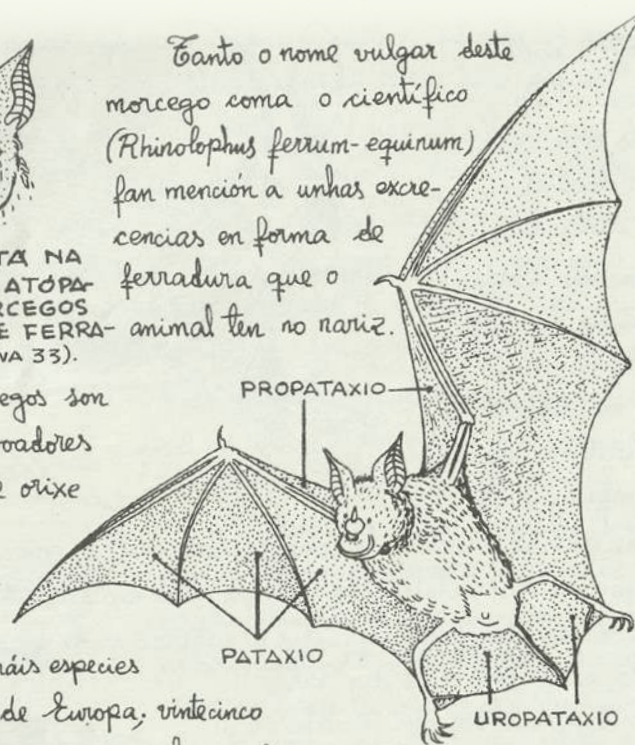 Tanto o nome vulgar deste
morcego coma o científico
(Rhinolophus ferrum-equinum)
fan mención a unhas excre-
cencias en forma de
ferradura que o
animal ten no nariz.
TA NA
ATÓPA-
RCEGOS
E FERRA-
VA 33).
egos son
oadores
orixe
PROPATAXIO
PATAXIO
UROPATAXIO
máis especies
de Europa; vintecinco